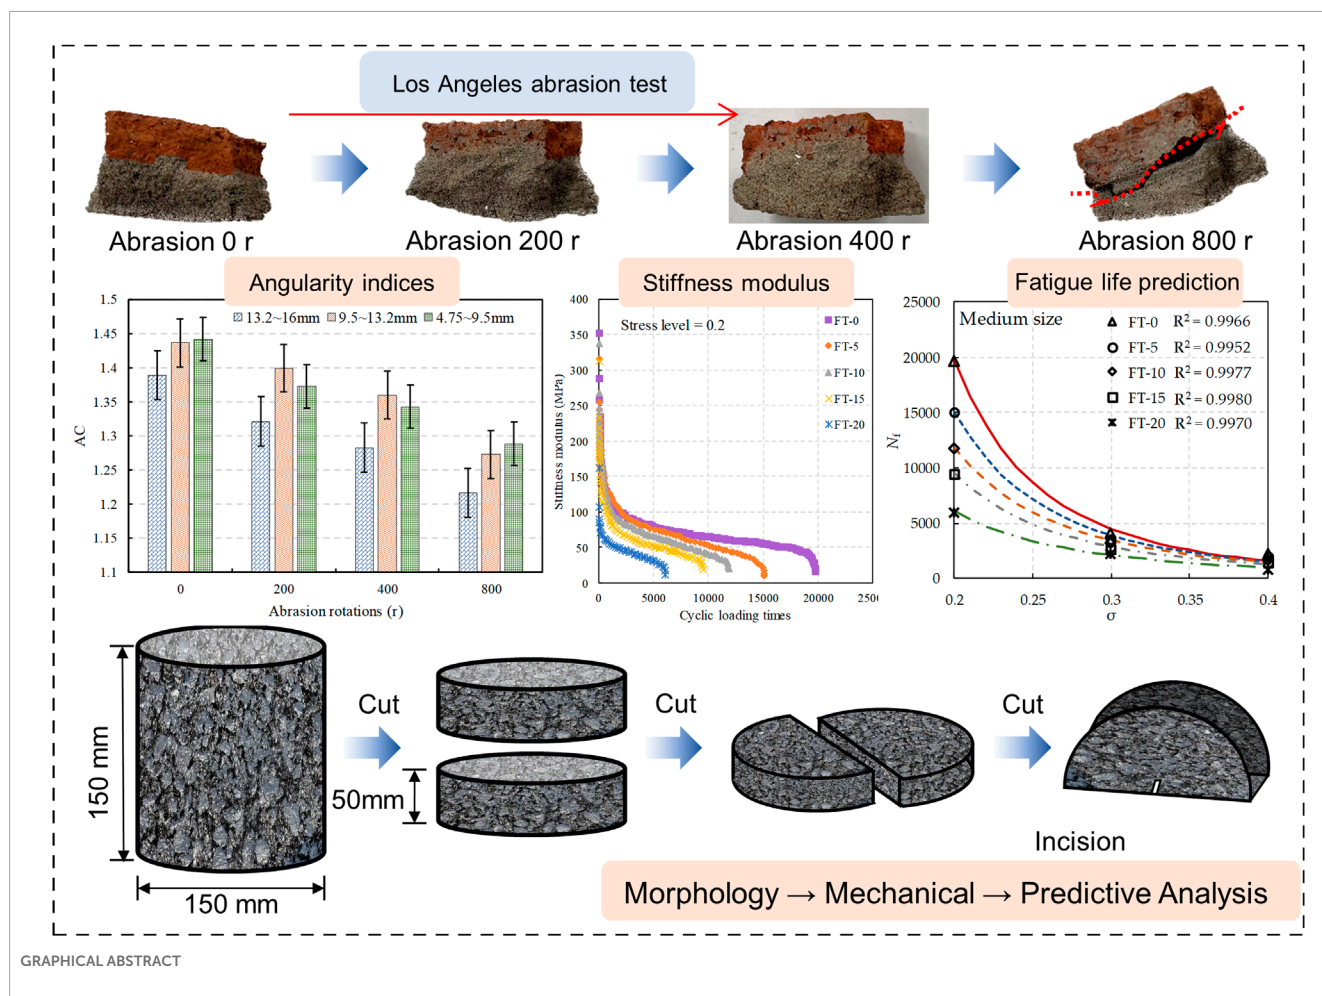 Los Angeles abrasion test
Abrasion 0 r
Abrasion 200 r
Abrasion 400 r
Abrasion 800 r
Angularity indices
1.5
1.45
1.4
1.35
1.3
1.25
1.2
1.15
1.1
AC
13.2~16mm
9.5~13.2mm
4.75~9.5mm
0
200
400
800
Abrasion rotations (r)
Stiffness modulus
400
350
300
250
200
150
100
50
0
Stiffness modulus (MPa)
Stress level = 0.2
FT-0
FT-5
FT-10
FT-15
FT-20
0
5000
10000
15000
20000
2500
Cyclic loading times
Fatigue life prediction
25000
20000
15000
10000
5000
0
Nf
Medium size
FT-0 R² = 0.9966
FT-5 R² = 0.9952
FT-10 R² = 0.9977
FT-15 R² = 0.9980
FT-20 R² = 0.9970
0.2
0.25
0.3
0.35
0.4
σ
150 mm
150 mm
Cut
50mm
Cut
Cut
Incision
Morphology → Mechanical → Predictive Analysis
GRAPHICAL ABSTRACT